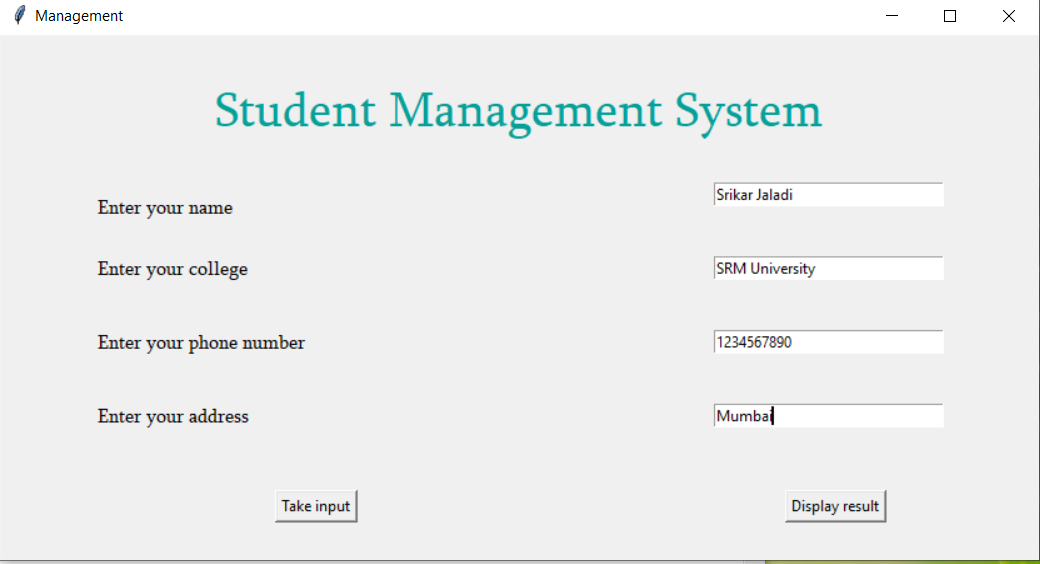 Management
Student Management System
Enter your name
Srikar Jaladi
Enter your college
SRM University
Enter your phone number
1234567890
Enter your address
Mumbai
Take input
Display result